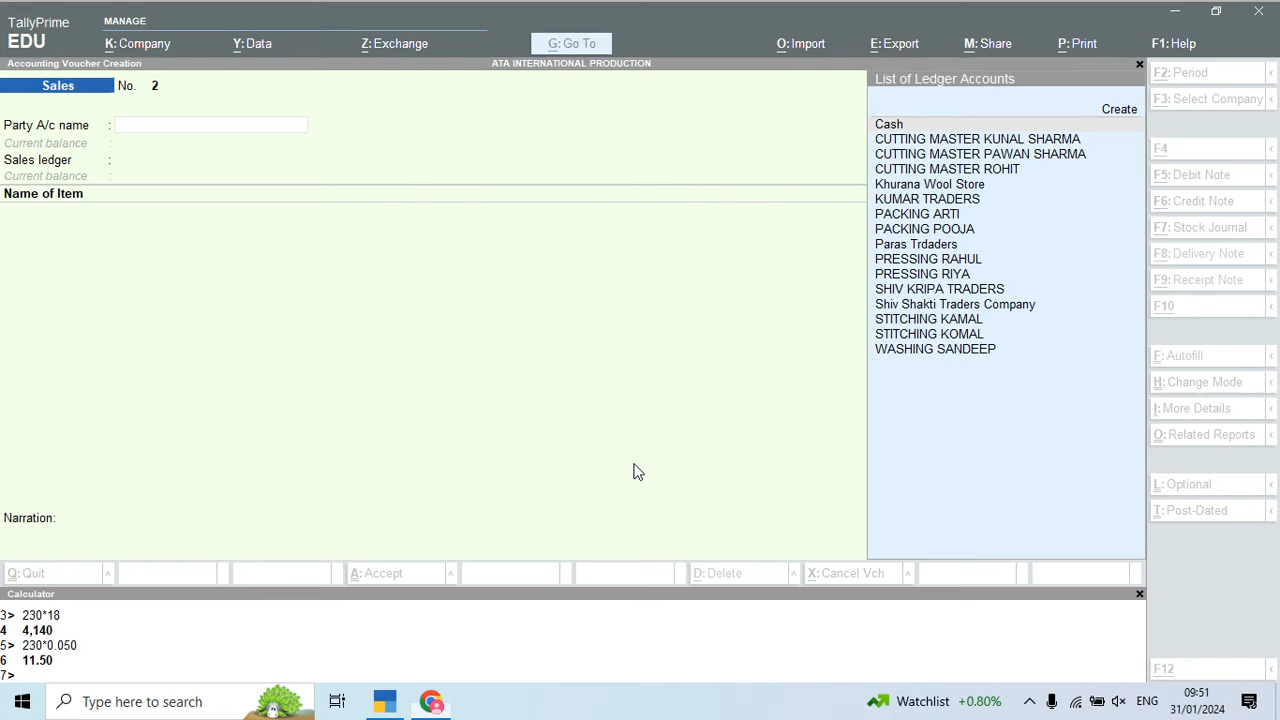 TallyPrime
EDU
MANAGE
K:Company
Y:Data
Z:Exchange
G:Go To
O:Import
E:Export
M:Share
P:Print
F1:Help
Accounting Voucher Creation
ATA INTERNATIONAL PRODUCTION
Sales
No. 2
Party A/c name :
Current balance :
Sales ledger :
Current balance :
Name of Item
Narration:
List of Ledger Accounts
Create
Cash
CUTTING MASTER KUNAL SHARMA
CUTTING MASTER PAWAN SHARMA
CUTTING MASTER ROHIT
Khurana Wool Store
KUMAR TRADERS
PACKING ARTI
PACKING POOJA
Paras Trdaders
PRESSING RAHUL
PRESSING RIYA
SHIV KRIPA TRADERS
Shiv Shakti Traders Company
STITCHING KAMAL
STITCHING KOMAL
WASHING SANDEEP
F2: Period
F3: Select Company
F4
F5: Debit Note
F6: Credit Note
F7: Stock Journal
F8: Delivery Note
F9: Receipt Note
F10
F: Autofill
H: Change Mode
I: More Details
O: Related Reports
L: Optional
T: Post-Dated
F12
Q: Quit
A: Accept
D: Delete
X: Cancel Vch
Calculator
3> 230*18
4 4,140
5> 230*0.050
6 11.50
7>
Type here to search
Watchlist +0.80%
ENG
09:51
31/01/2024